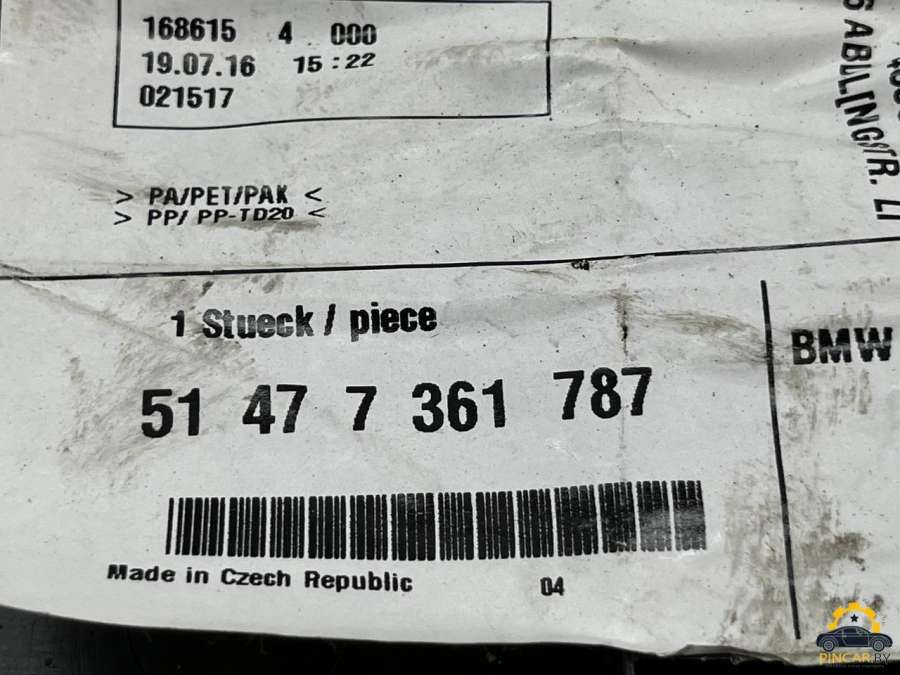 168615 4 000
19.07.16 15:22
021517
> PA/PET/PAK <
> PP/ PP-TD20 <
ABLLINGSTR.
1 Stueck / piece
51 47 7 361 787
BMW
Made in Czech Republic 04
PINCAR.BY